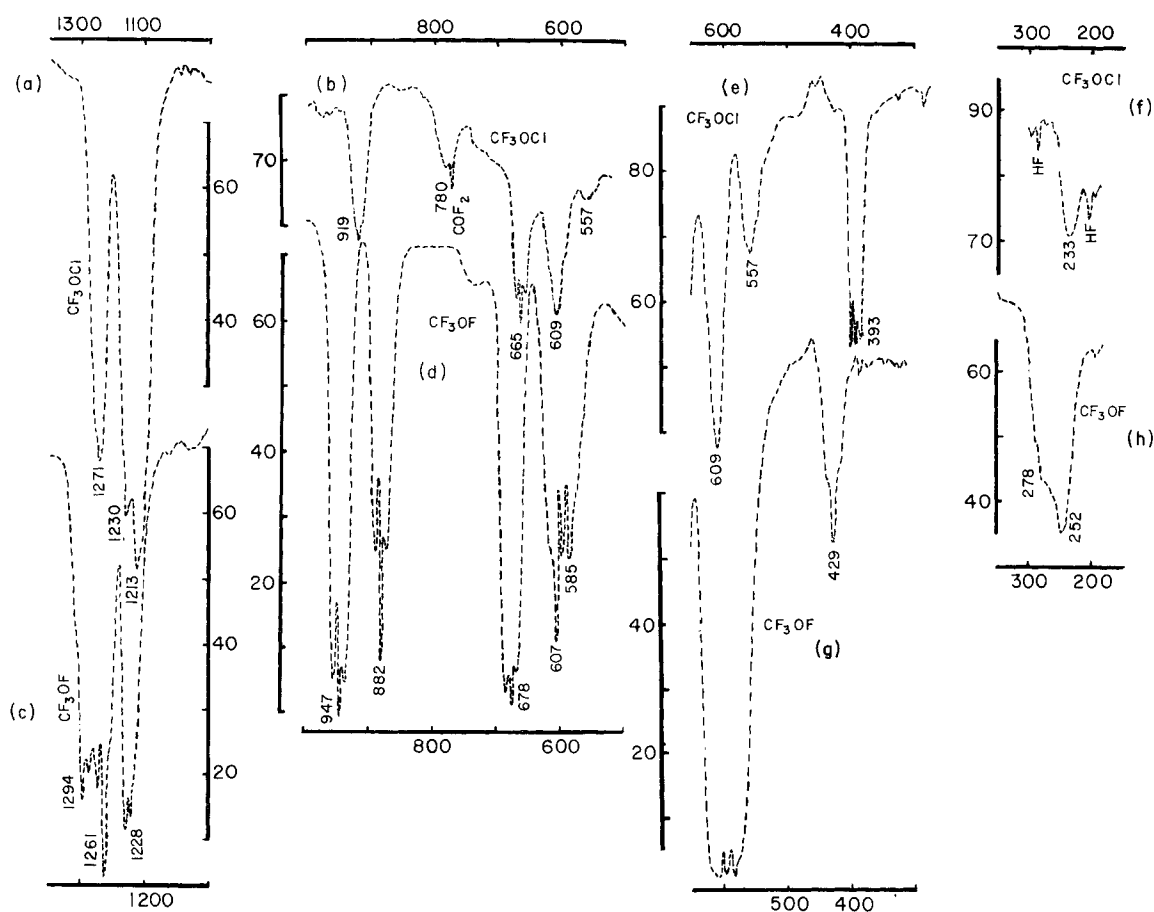 1300 1100
800 600
600 400
300 200
(a)
(b)
(e)
CF3OCl
(f)
CF3OCl
CF3OCl
90
70
80
60
HF
780
COF2
557
919
CF3OCl
557
70
233
HF
40
60
CF3OF
665
609
60
393
(d)
1271
609
CF3OF
(h)
60
1230
40
278
60
1213
429
40
252
300 200
40
20
585
CF3OF
(g)
40
607
CF3OF
882
(c)
947
678
20
20
1294
800 600
1261
1228
1200
500 400